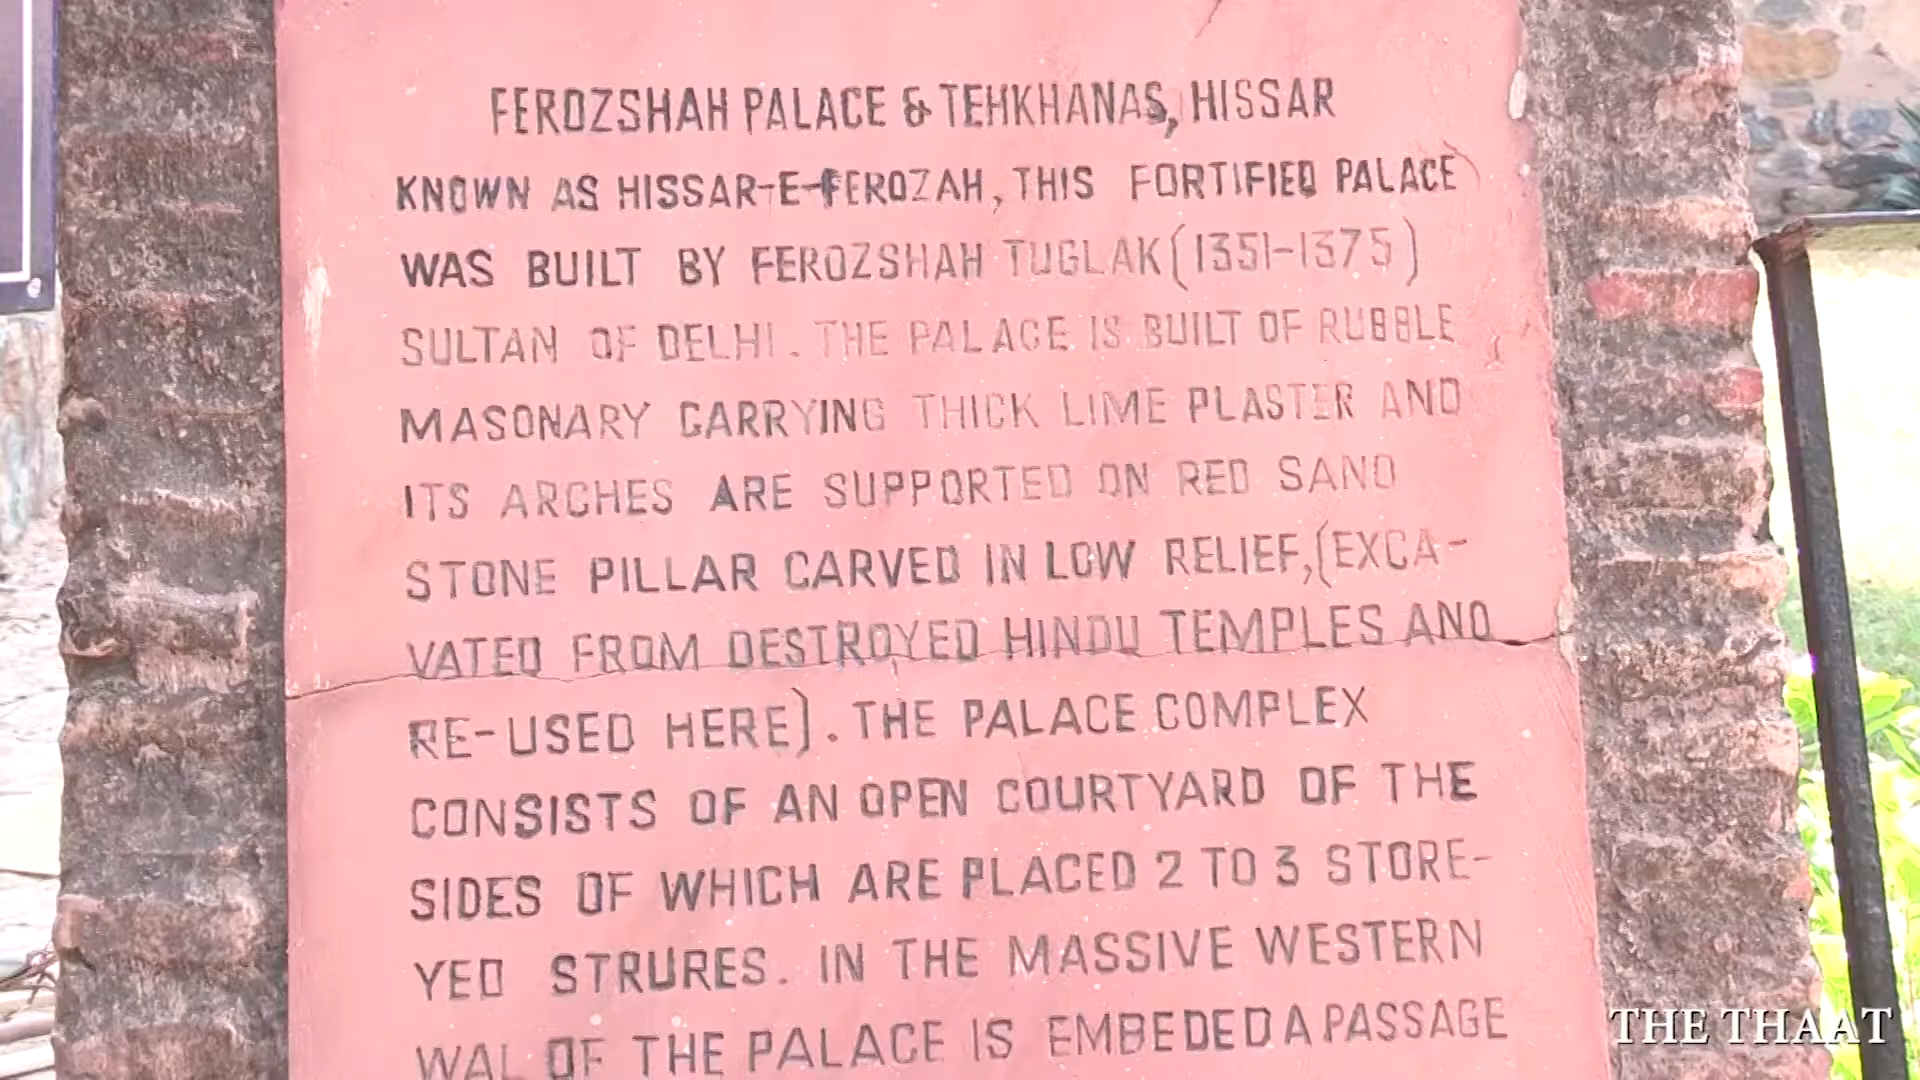 FEROZSHAH PALACE & TEHKHANAS, HISSAR
KNOWN AS HISSAR-E-FEROZAH, THIS FORTIFIED PALACE
WAS BUILT BY FEROZSHAH TUGLAK (1351-1375)
SULTAN OF DELHI. THE PALACE IS BUILT OF RUBBLE
MASONARY CARRYING THICK LIME PLASTER AND
ITS ARCHES ARE SUPPORTED ON RED SAND
STONE PILLAR CARVED IN LOW RELIEF,(EXCA-
VATED FROM DESTROYED HINDU TEMPLES AND
RE-USED HERE). THE PALACE COMPLEX
CONSISTS OF AN OPEN COURTYARD OF THE
SIDES OF WHICH ARE PLACED 2 TO 3 STORE-
YED STRURES. IN THE MASSIVE WESTERN
WAL OF THE PALACE IS EMBEDED A PASSAGE
THE THAAT